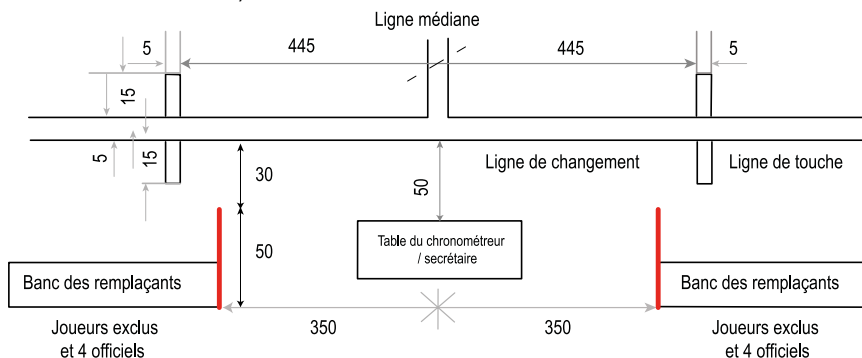 Ligne médiane
5
445
445
5
15
5
15
30
50
Ligne de changement
Ligne de touche
50
Table du chronométreur
/ secrétaire
Banc des remplaçants
Banc des remplaçants
350
350
Joueurs exclus
et 4 officiels
Joueurs exclus
et 4 officiels